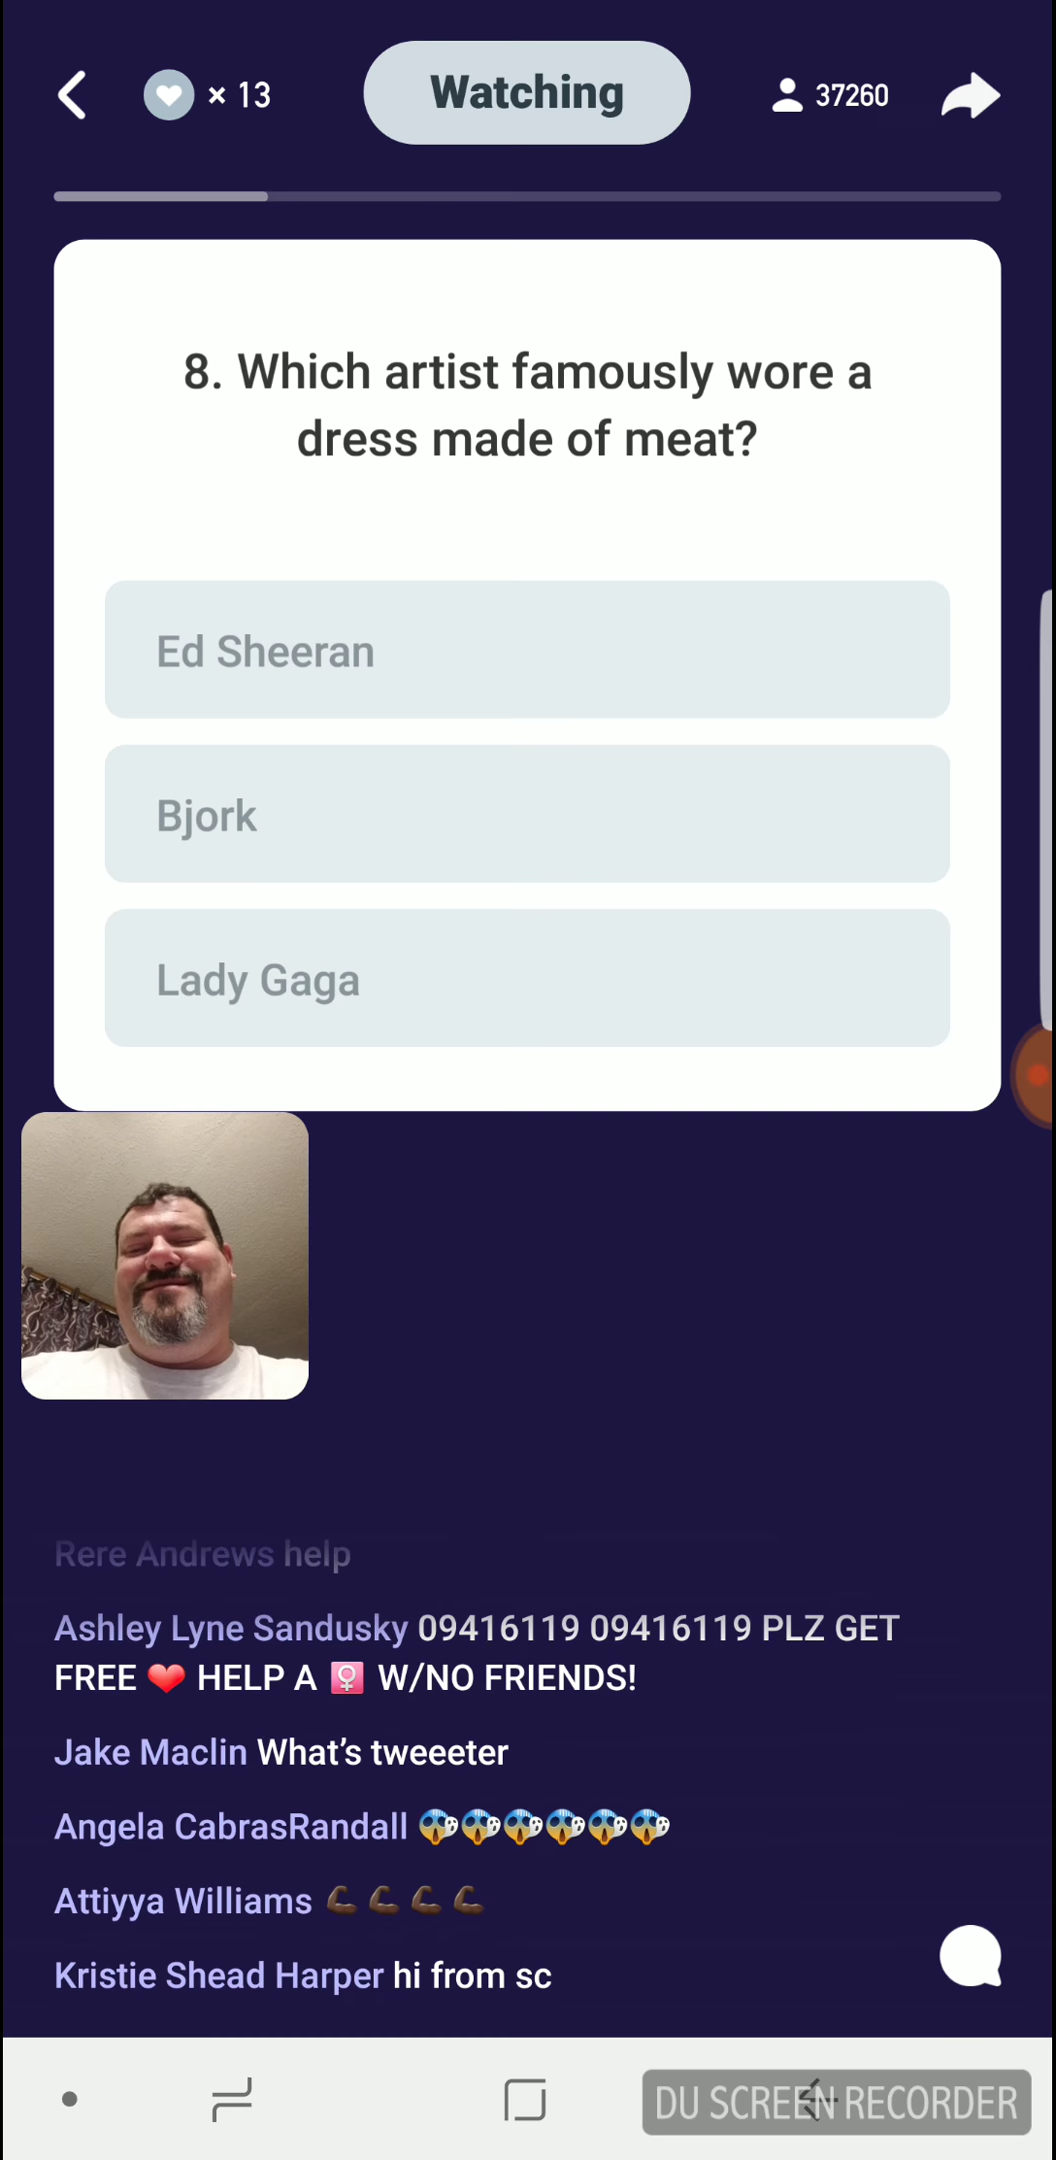 × 13
Watching
37260
8. Which artist famously wore a
dress made of meat?
Ed Sheeran
Bjork
Lady Gaga
Rere Andrews help
Ashley Lyne Sandusky 09416119 09416119 PLZ GET
FREE ❤️ HELP A 🚺 W/NO FRIENDS!
Jake Maclin What’s tweeeter
Angela CabrasRandall 😱😱😱😱😱😱
Attiyya Williams 💪🏿💪🏿💪🏿💪🏿
Kristie Shead Harper hi from sc
DU SCREEN RECORDER